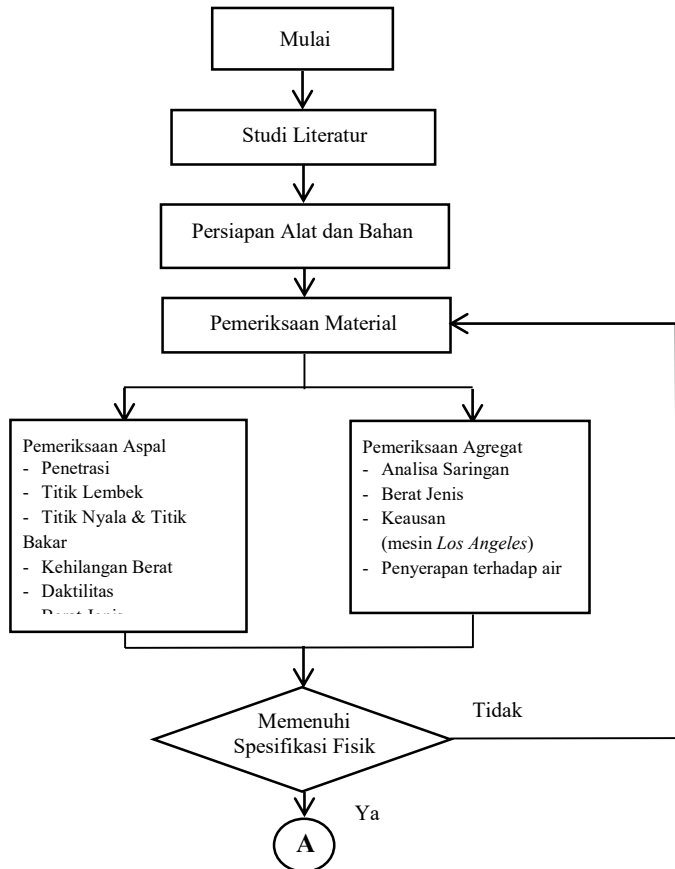 Mulai
Studi Literatur
Persiapan Alat dan Bahan
Pemeriksaan Material
Pemeriksaan Aspal
- Penetrasi
- Titik Lembek
- Titik Nyala & Titik
Bakar
- Kehilangan Berat
- Daktilitas
Pemeriksaan Agregat
- Analisa Saringan
- Berat Jenis
- Keausan
(mesin Los Angeles)
- Penyerapan terhadap air
Memenuhi
Spesifikasi Fisik
Tidak
Ya
A